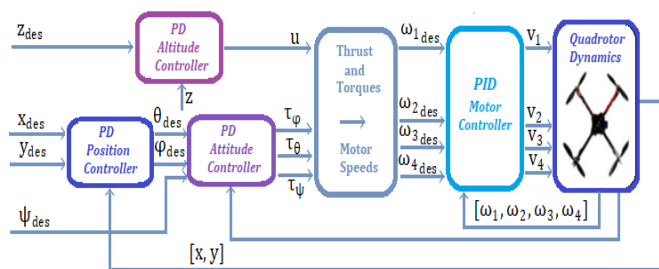 z_des
PD
Altitude
Controller
u
z
x_des
y_des
PD
Position
Controller
θ_des
φ_des
PD
Attitude
Controller
τ_φ
τ_θ
τ_ψ
ψ_des
Thrust
and
Torques
Motor
Speeds
ω_1des
ω_2des
ω_3des
ω_4des
PID
Motor
Controller
v_1
v_2
v_3
v_4
Quadrotor
Dynamics
[ω_1, ω_2, ω_3, ω_4]
[x, y]